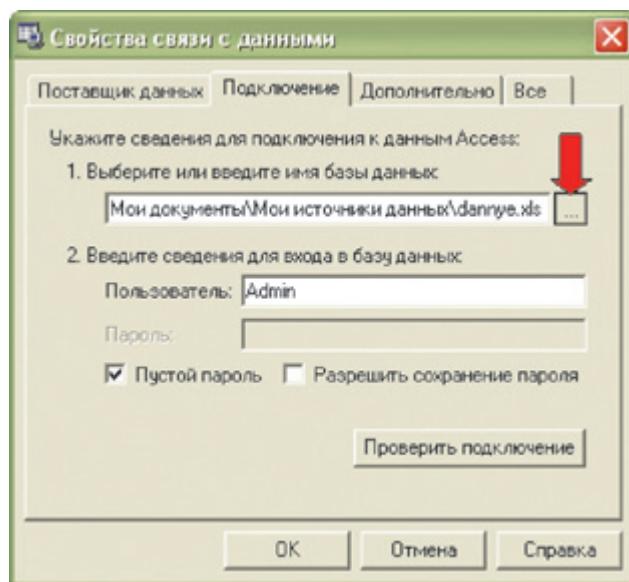 Свойства связи с данными
Поставщик данных Подключение Дополнительно Все
Укажите сведения для подключения к данным Access:
1. Выберите или введите имя базы данных:
Мои документы\Мои источники данных\dannye.xls ...
2. Введите сведения для входа в базу данных:
Пользователь: Admin
Пароль:
Пустой пароль Разрешить сохранение пароля
Проверить подключение
OK Отмена Справка